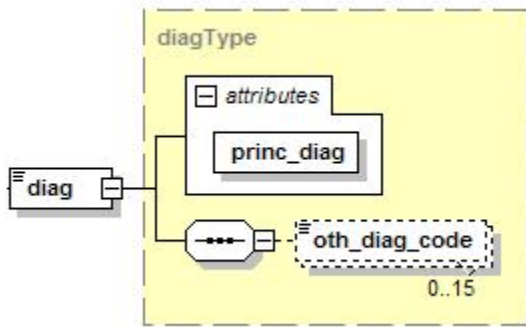 diagType
attributes
princ_diag
diag
oth_diag_code
0..15